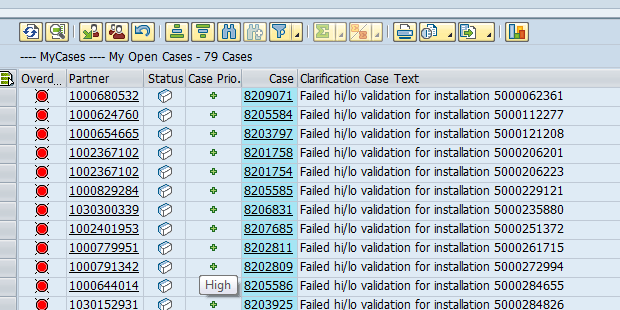 ---- MyCases ---- My Open Cases - 79 Cases
Overd... Partner Status Case Prio. Case Clarification Case Text
1000680532 8209071 Failed hi/lo validation for installation 5000062361
1000624760 8205584 Failed hi/lo validation for installation 5000112277
1000654665 8203797 Failed hi/lo validation for installation 5000121208
1002367102 8201758 Failed hi/lo validation for installation 5000206201
1002367102 8201754 Failed hi/lo validation for installation 5000206223
1000829284 8205585 Failed hi/lo validation for installation 5000229121
1030300339 8206831 Failed hi/lo validation for installation 5000235880
1002401953 8207685 Failed hi/lo validation for installation 5000251372
1000779951 8202811 Failed hi/lo validation for installation 5000261715
1000791342 8202809 Failed hi/lo validation for installation 5000272994
1000644014 High 8205586 Failed hi/lo validation for installation 5000284655
1030152931 8203925 Failed hi/lo validation for installation 5000284826